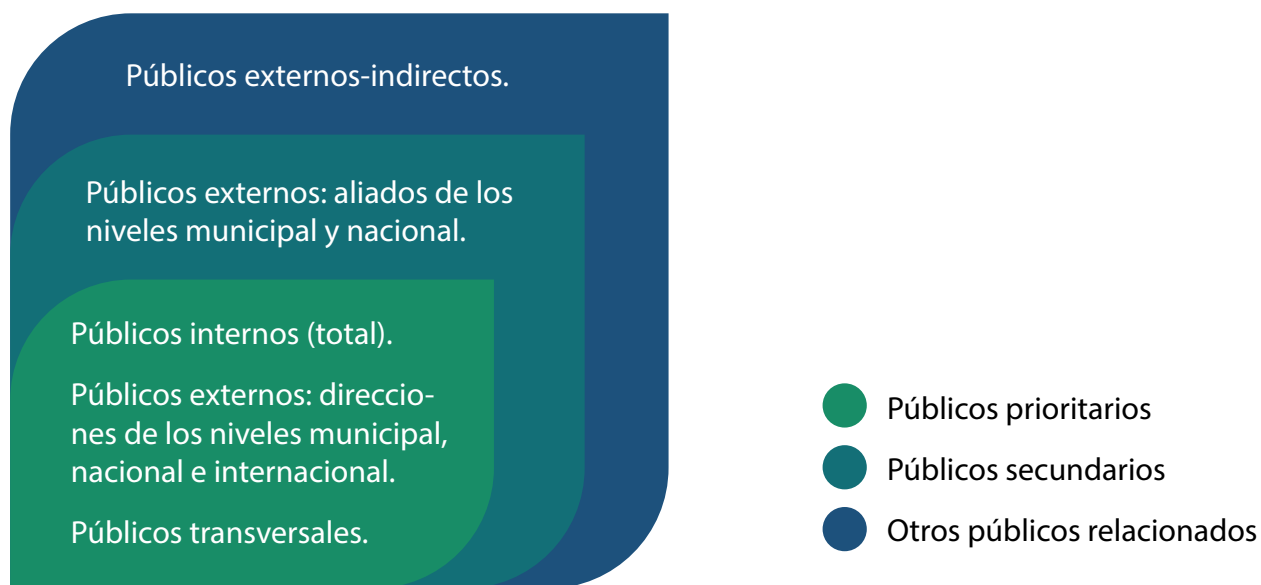 Públicos externos-indirectos.
Públicos externos: aliados de los
niveles municipal y nacional.
Públicos internos (total).
Públicos externos: direccio-
nes de los niveles municipal,
nacional e internacional.
Públicos transversales.
Públicos prioritarios
Públicos secundarios
Otros públicos relacionados